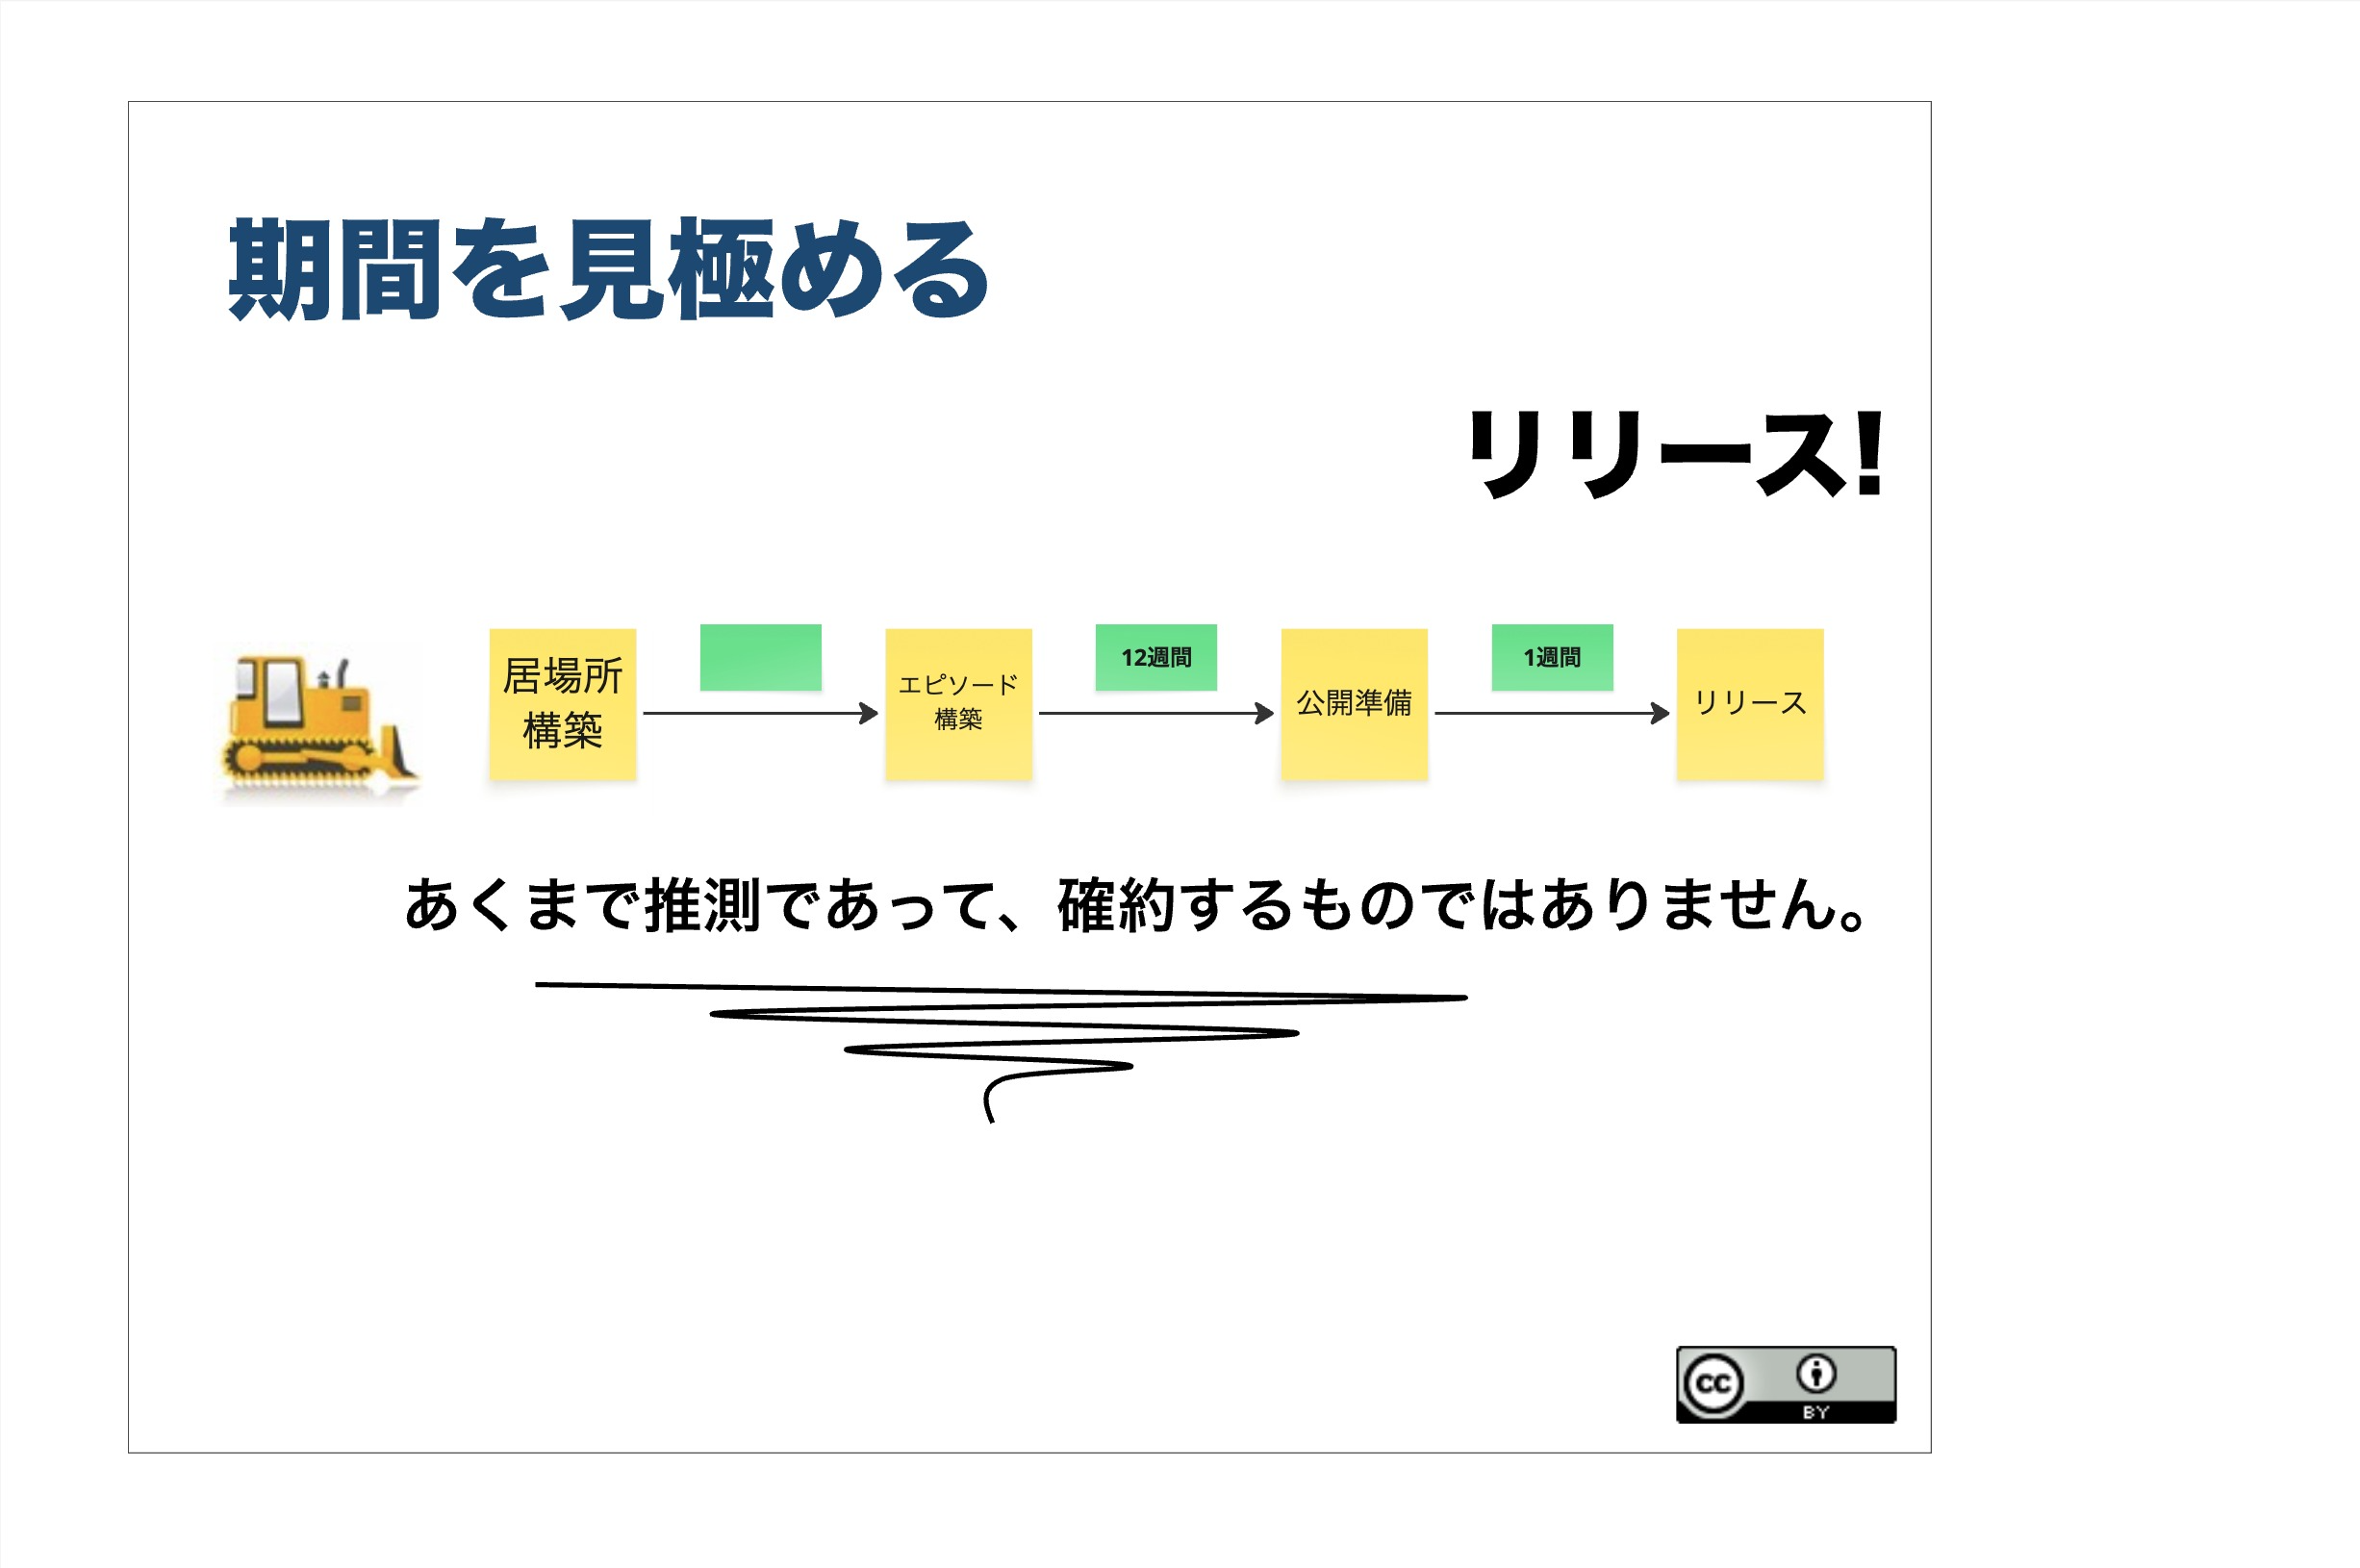 期間を見極める
リリース!
居場所
構築
エピソード
構築
12週間
公開準備
1週間
リリース
あくまで推測であって、確約するものではありません。
cc
BY